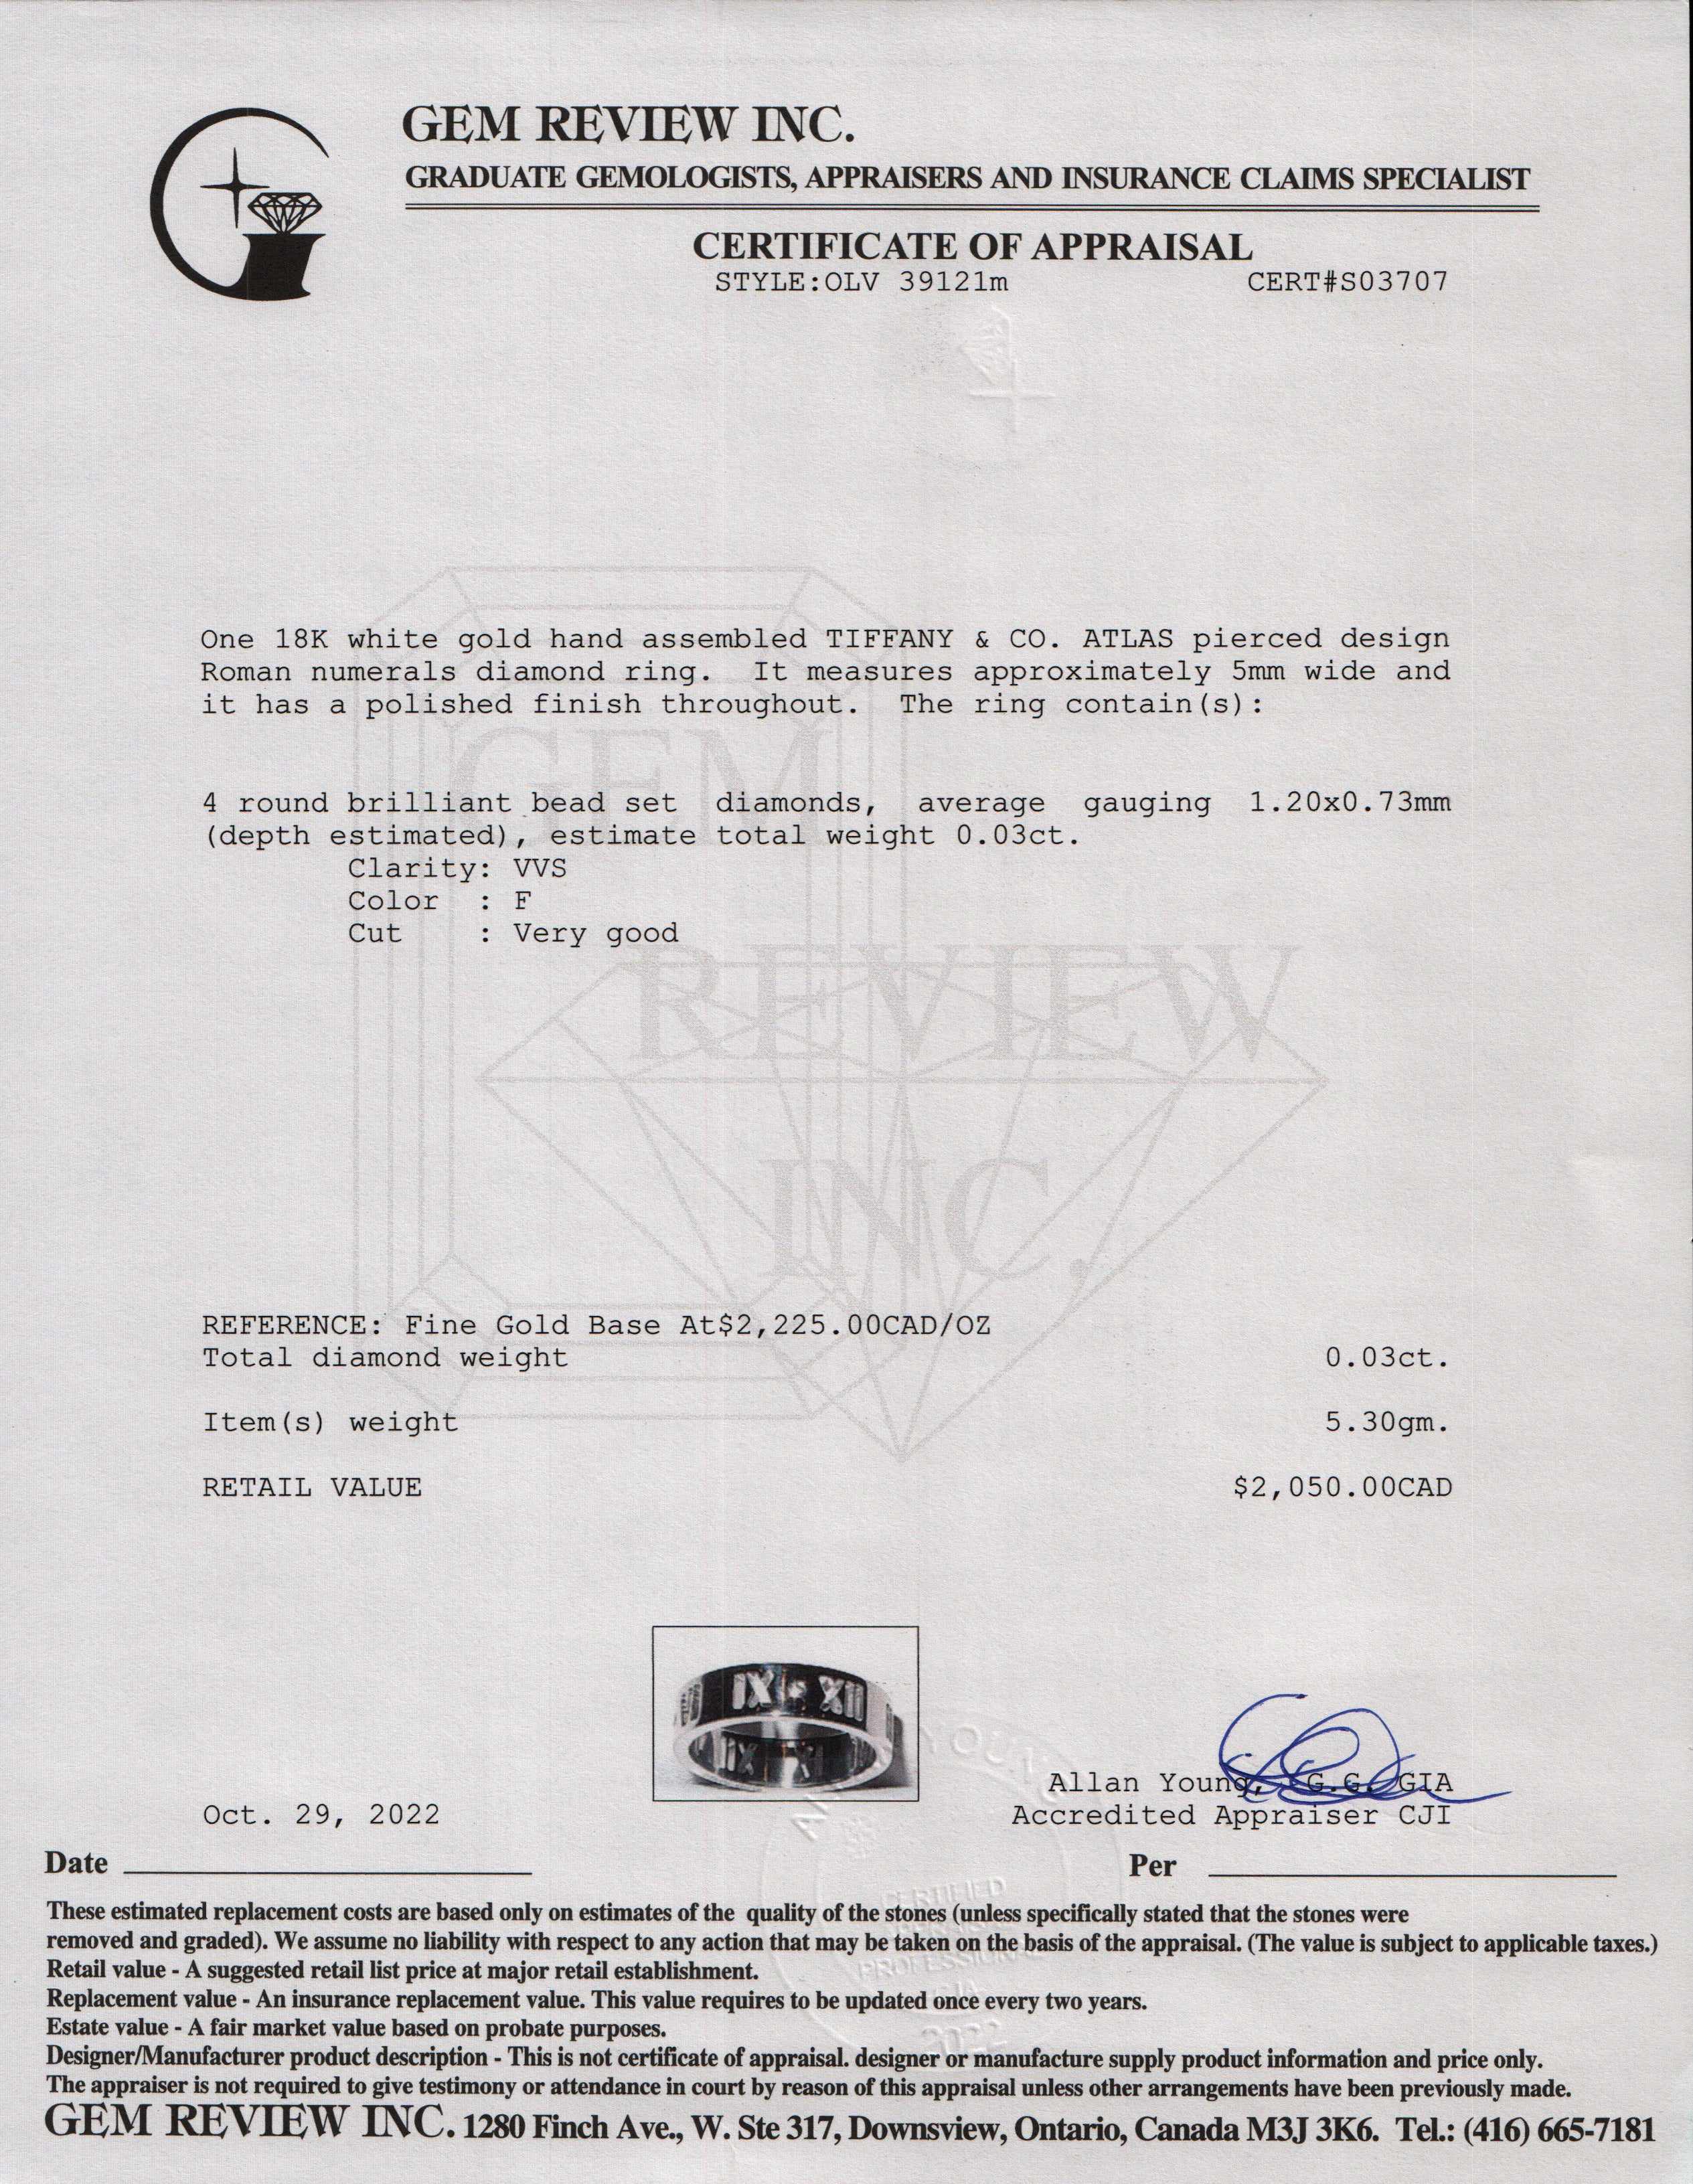 GEM REVIEW INC.
GRADUATE GEMOLOGISTS, APPRAISERS AND INSURANCE CLAIMS SPECIALIST
CERTIFICATE OF APPRAISAL
STYLE:OLV 39121m CERT#S03707
One 18K white gold hand assembled TIFFANY & CO. ATLAS pierced design
Roman numerals diamond ring. It measures approximately 5mm wide and
it has a polished finish throughout. The ring contain(s):
GEM
4 round brilliant bead set diamonds, average gauging 1.20x0.73mm
(depth estimated), estimate total weight 0.03ct.
Clarity: VVS
Color : F
Cut : Very good
REVIEW
INC.
REFERENCE: Fine Gold Base At$2,225.00CAD/OZ
Total diamond weight 0.03ct.
Item(s) weight 5.30gm.
RETAIL VALUE $2,050.00CAD
IX XII
Allan Young, G.G. GIA
Oct. 29, 2022 Accredited Appraiser CJI
Date Per
These estimated replacement costs are based only on estimates of the quality of the stones (unless specifically stated that the stones were
removed and graded). We assume no liability with respect to any action that may be taken on the basis of the appraisal. (The value is subject to applicable taxes.)
Retail value - A suggested retail list price at major retail establishment.
Replacement value - An insurance replacement value. This value requires to be updated once every two years.
Estate value - A fair market value based on probate purposes.
Designer/Manufacturer product description - This is not certificate of appraisal. designer or manufacture supply product information and price only.
The appraiser is not required to give testimony or attendance in court by reason of this appraisal unless other arrangements have been previously made.
GEM REVIEW INC. 1280 Finch Ave., W. Ste 317, Downsview, Ontario, Canada M3J 3K6. Tel.: (416) 665-7181